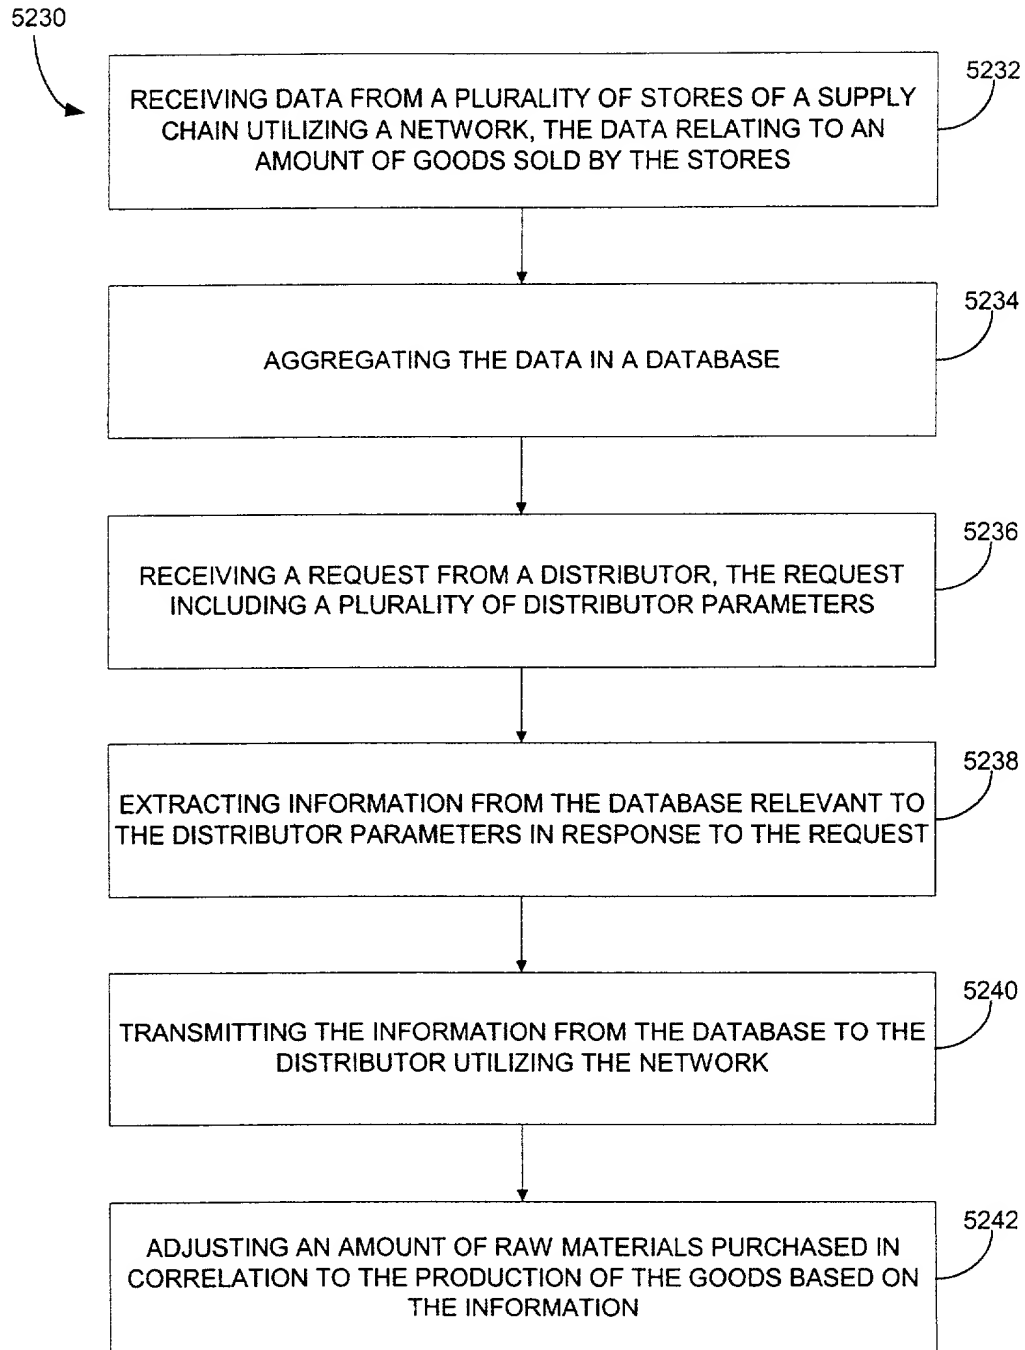 5230
5232
RECEIVING DATA FROM A PLURALITY OF STORES OF A SUPPLY
CHAIN UTILIZING A NETWORK, THE DATA RELATING TO AN
AMOUNT OF GOODS SOLD BY THE STORES
5234
AGGREGATING THE DATA IN A DATABASE
5236
RECEIVING A REQUEST FROM A DISTRIBUTOR, THE REQUEST
INCLUDING A PLURALITY OF DISTRIBUTOR PARAMETERS
5238
EXTRACTING INFORMATION FROM THE DATABASE RELEVANT TO
THE DISTRIBUTOR PARAMETERS IN RESPONSE TO THE REQUEST
5240
TRANSMITTING THE INFORMATION FROM THE DATABASE TO THE
DISTRIBUTOR UTILIZING THE NETWORK
5242
ADJUSTING AN AMOUNT OF RAW MATERIALS PURCHASED IN
CORRELATION TO THE PRODUCTION OF THE GOODS BASED ON
THE INFORMATION